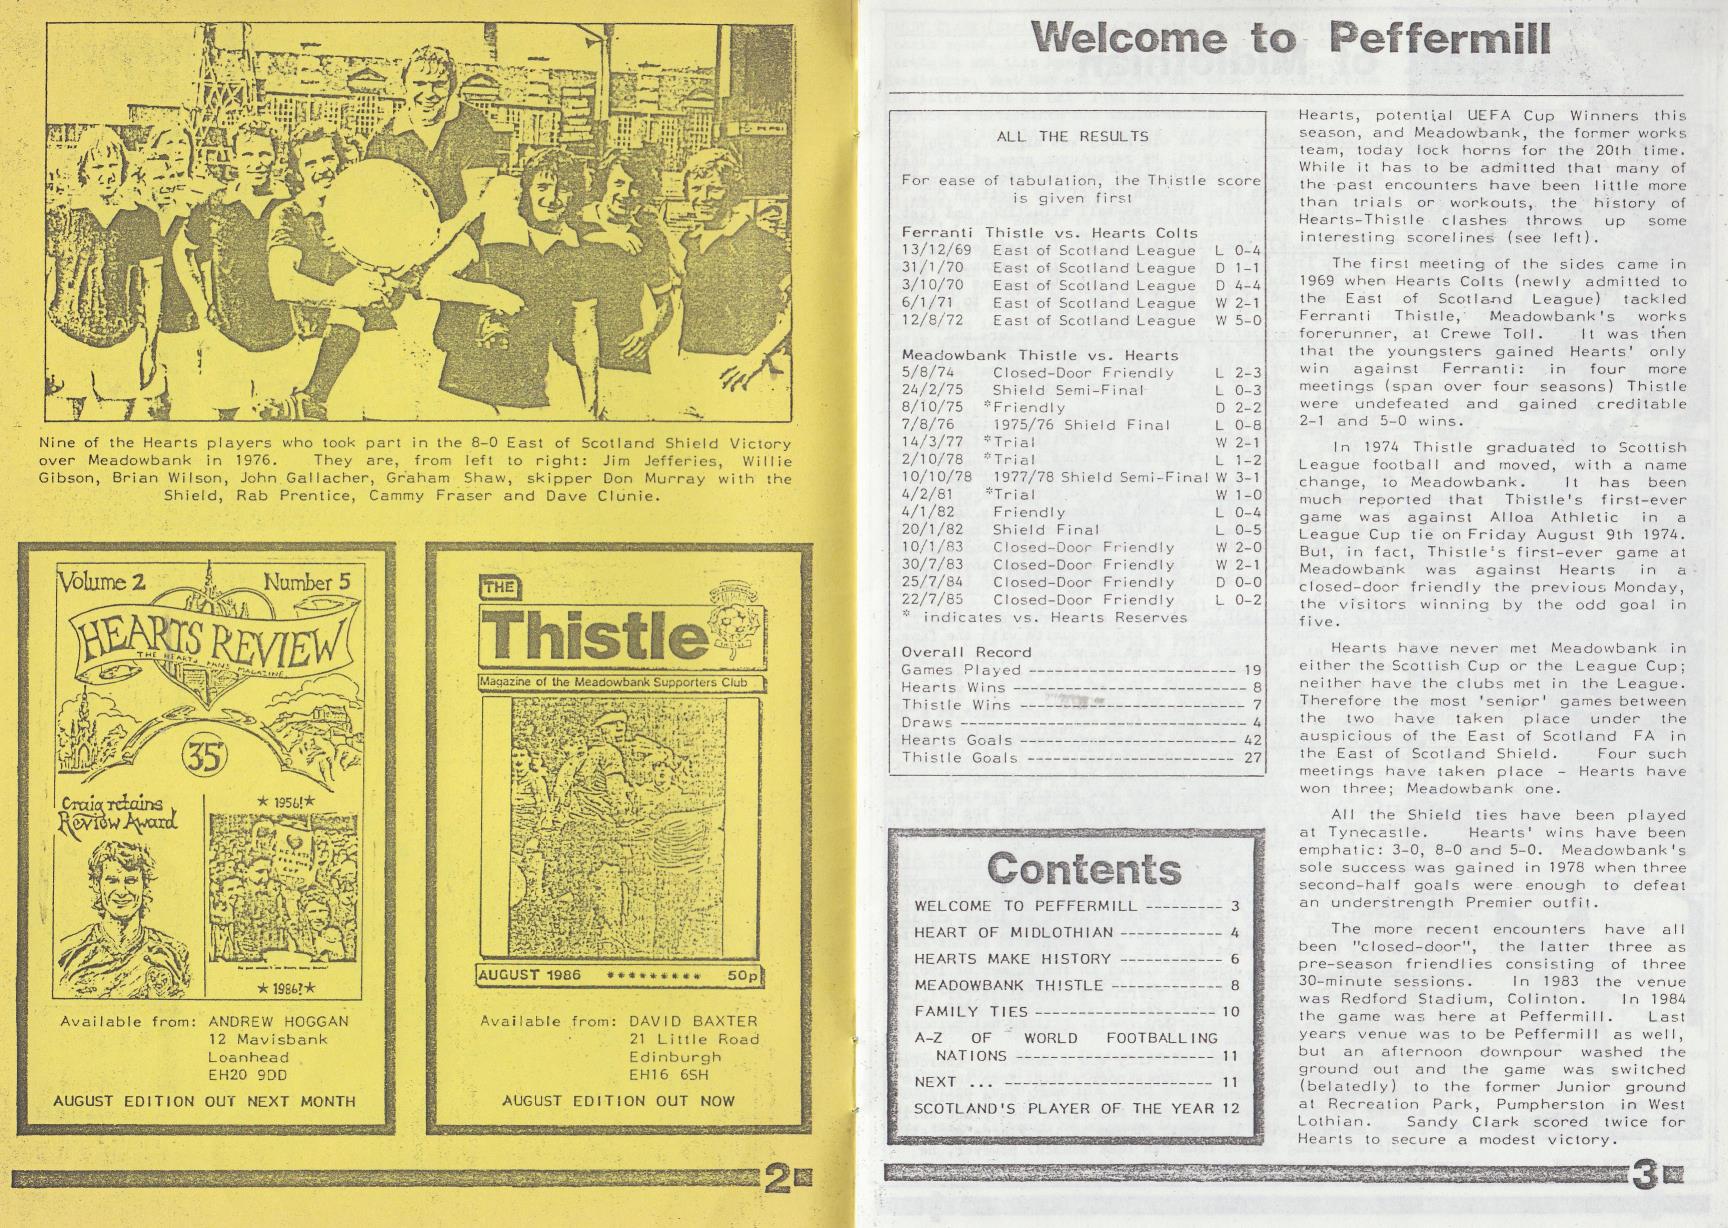 Nine of the Hearts players who took part in the 8-0 East of Scotland Shield Victory
over Meadowbank in 1976. They are, from left to right: Jim Jefferies, Willie
Gibson, Brian Wilson, John Gallacher, Graham Shaw, skipper Don Murray with the
Shield, Rab Prentice, Cammy Fraser and Dave Clunie.
Volume 2 Number 5
HEARTS REVIEW
THE HEARTS FANS MAGAZINE
35
Craig retains
Review Award
★ 1956!★
★ 1986?★
Available from: ANDREW HOGGAN
12 Mavisbank
Loanhead
EH20 9DD
AUGUST EDITION OUT NEXT MONTH
THE
Thistle
Magazine of the Meadowbank Supporters Club
AUGUST 1986 ********* 50p
Available from: DAVID BAXTER
21 Little Road
Edinburgh
EH16 6SH
AUGUST EDITION OUT NOW
2
Welcome to Peffermill
ALL THE RESULTS
For ease of tabulation, the Thistle score
is given first
Ferranti Thistle vs. Hearts Colts
13/12/69 East of Scotland League L 0-4
31/1/70 East of Scotland League D 1-1
3/10/70 East of Scotland League D 4-4
6/1/71 East of Scotland League W 2-1
12/8/72 East of Scotland League W 5-0
Meadowbank Thistle vs. Hearts
5/8/74 Closed-Door Friendly L 2-3
24/2/75 Shield Semi-Final L 0-3
8/10/75 *Friendly D 2-2
7/8/76 1975/76 Shield Final L 0-8
14/3/77 *Trial W 2-1
2/10/78 *Trial L 1-2
10/10/78 1977/78 Shield Semi-Final W 3-1
4/2/81 *Trial W 1-0
4/1/82 Friendly L 0-4
20/1/82 Shield Final L 0-5
10/1/83 Closed-Door Friendly W 2-0
30/7/83 Closed-Door Friendly W 2-1
25/7/84 Closed-Door Friendly D 0-0
22/7/85 Closed-Door Friendly L 0-2
* indicates vs. Hearts Reserves
Overall Record
Games Played ------------------------ 19
Hearts Wins --------------------------- 8
Thistle Wins -------------------------- 7
Draws --------------------------------- 4
Hearts Goals ------------------------- 42
Thistle Goals ------------------------ 27
Contents
WELCOME TO PEFFERMILL --------- 3
HEART OF MIDLOTHIAN ------------ 4
HEARTS MAKE HISTORY ------------ 6
MEADOWBANK THISTLE ------------- 8
FAMILY TIES --------------------- 10
A-Z OF WORLD FOOTBALLING
NATIONS ----------------------- 11
NEXT ... ------------------------ 11
SCOTLAND'S PLAYER OF THE YEAR 12
Hearts, potential UEFA Cup Winners this
season, and Meadowbank, the former works
team, today lock horns for the 20th time.
While it has to be admitted that many of
the past encounters have been little more
than trials or workouts, the history of
Hearts-Thistle clashes throws up some
interesting scorelines (see left).
The first meeting of the sides came in
1969 when Hearts Colts (newly admitted to
the East of Scotland League) tackled
Ferranti Thistle, Meadowbank's works
forerunner, at Crewe Toll. It was then
that the youngsters gained Hearts' only
win against Ferranti: in four more
meetings (span over four seasons) Thistle
were undefeated and gained creditable
2-1 and 5-0 wins.
In 1974 Thistle graduated to Scottish
League football and moved, with a name
change, to Meadowbank. It has been
much reported that Thistle's first-ever
game was against Alloa Athletic in a
League Cup tie on Friday August 9th 1974.
But, in fact, Thistle's first-ever game at
Meadowbank was against Hearts in a
closed-door friendly the previous Monday,
the visitors winning by the odd goal in
five.
Hearts have never met Meadowbank in
either the Scottish Cup or the League Cup;
neither have the clubs met in the League.
Therefore the most 'senior' games between
the two have taken place under the
auspicious of the East of Scotland FA in
the East of Scotland Shield. Four such
meetings have taken place - Hearts have
won three; Meadowbank one.
All the Shield ties have been played
at Tynecastle. Hearts' wins have been
emphatic: 3-0, 8-0 and 5-0. Meadowbank's
sole success was gained in 1978 when three
second-half goals were enough to defeat
an understrength Premier outfit.
The more recent encounters have all
been "closed-door", the latter three as
pre-season friendlies consisting of three
30-minute sessions. In 1983 the venue
was Redford Stadium, Colinton. In 1984
the game was here at Peffermill. Last
years venue was to be Peffermill as well,
but an afternoon downpour washed the
ground out and the game was switched
(belatedly) to the former Junior ground
at Recreation Park, Pumpherston in West
Lothian. Sandy Clark scored twice for
Hearts to secure a modest victory.
3